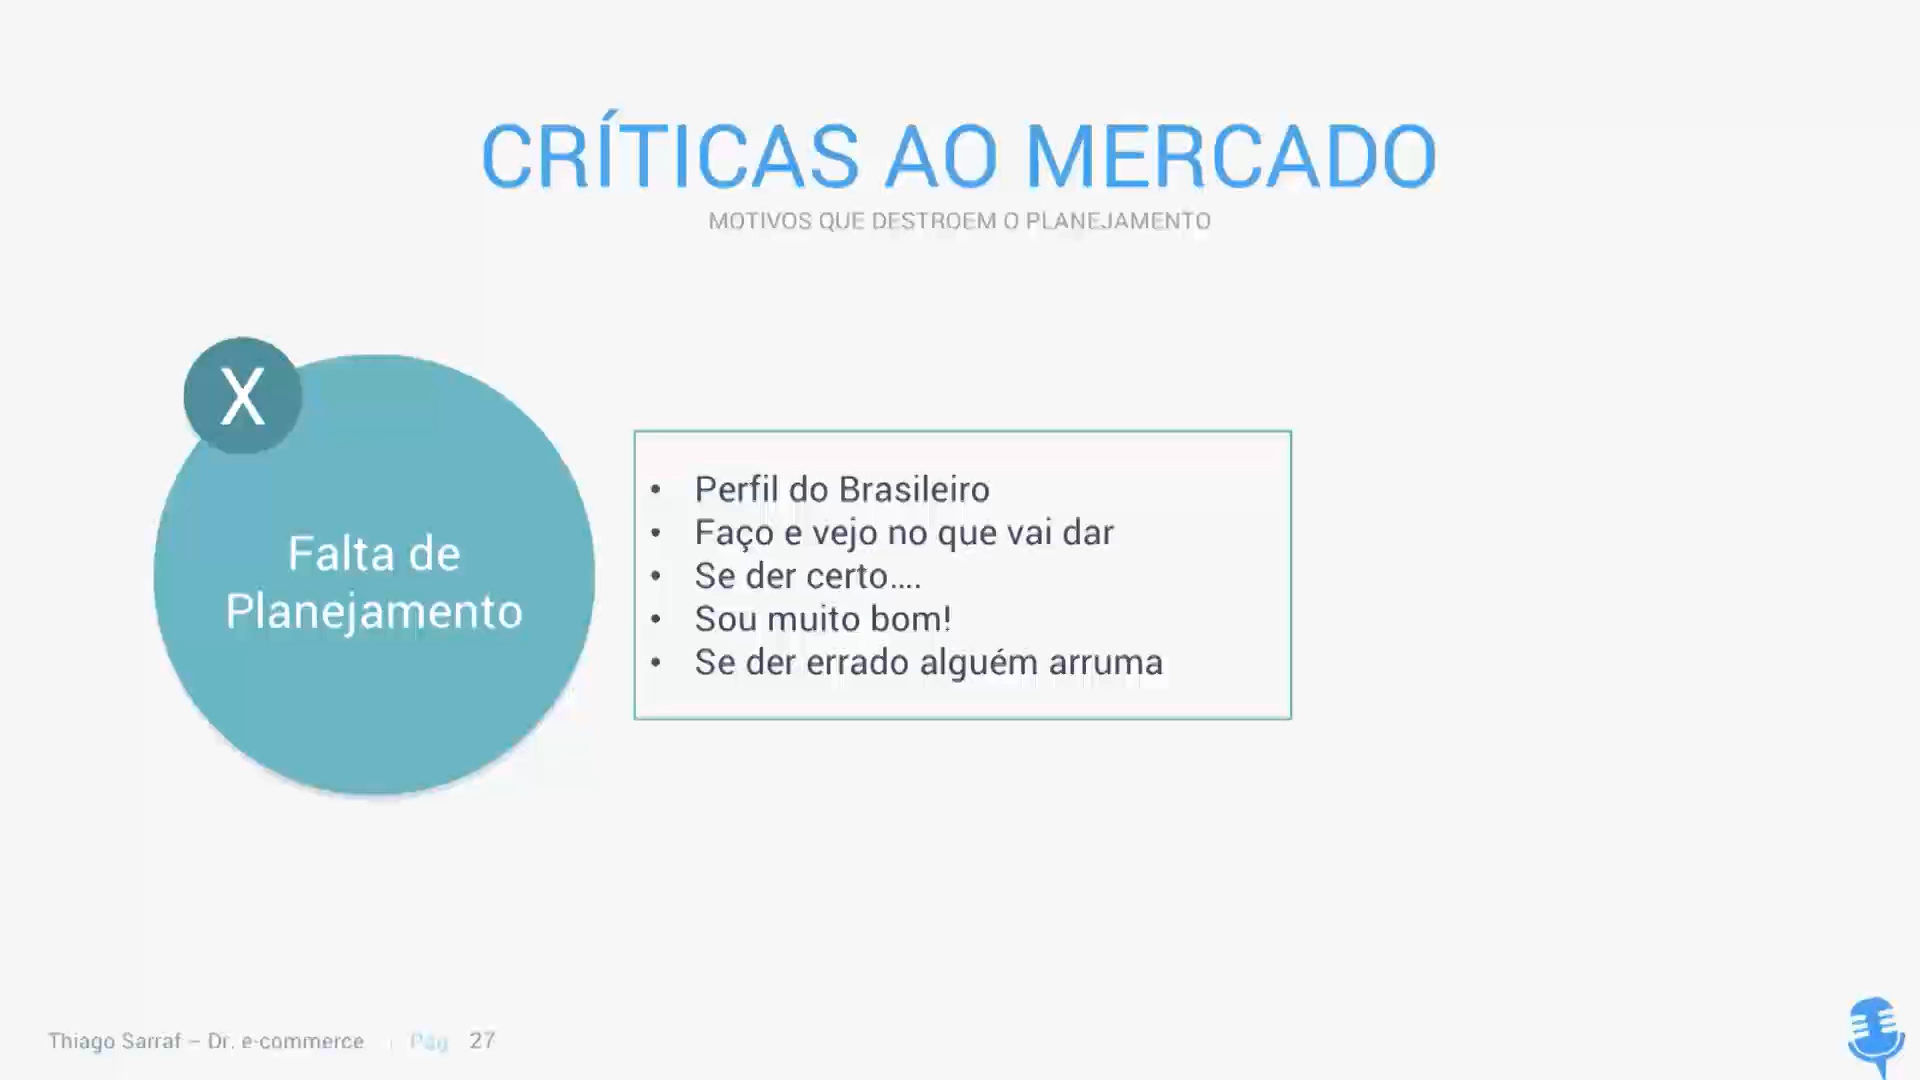 CRÍTICAS AO MERCADO
MOTIVOS QUE DESTROEM O PLANEJAMENTO
X
Falta de
Planejamento
• Perfil do Brasileiro
• Faço e vejo no que vai dar
• Se der certo....
• Sou muito bom!
• Se der errado alguém arruma
Thiago Sarraf – Dr. e-commerce | Pág 27